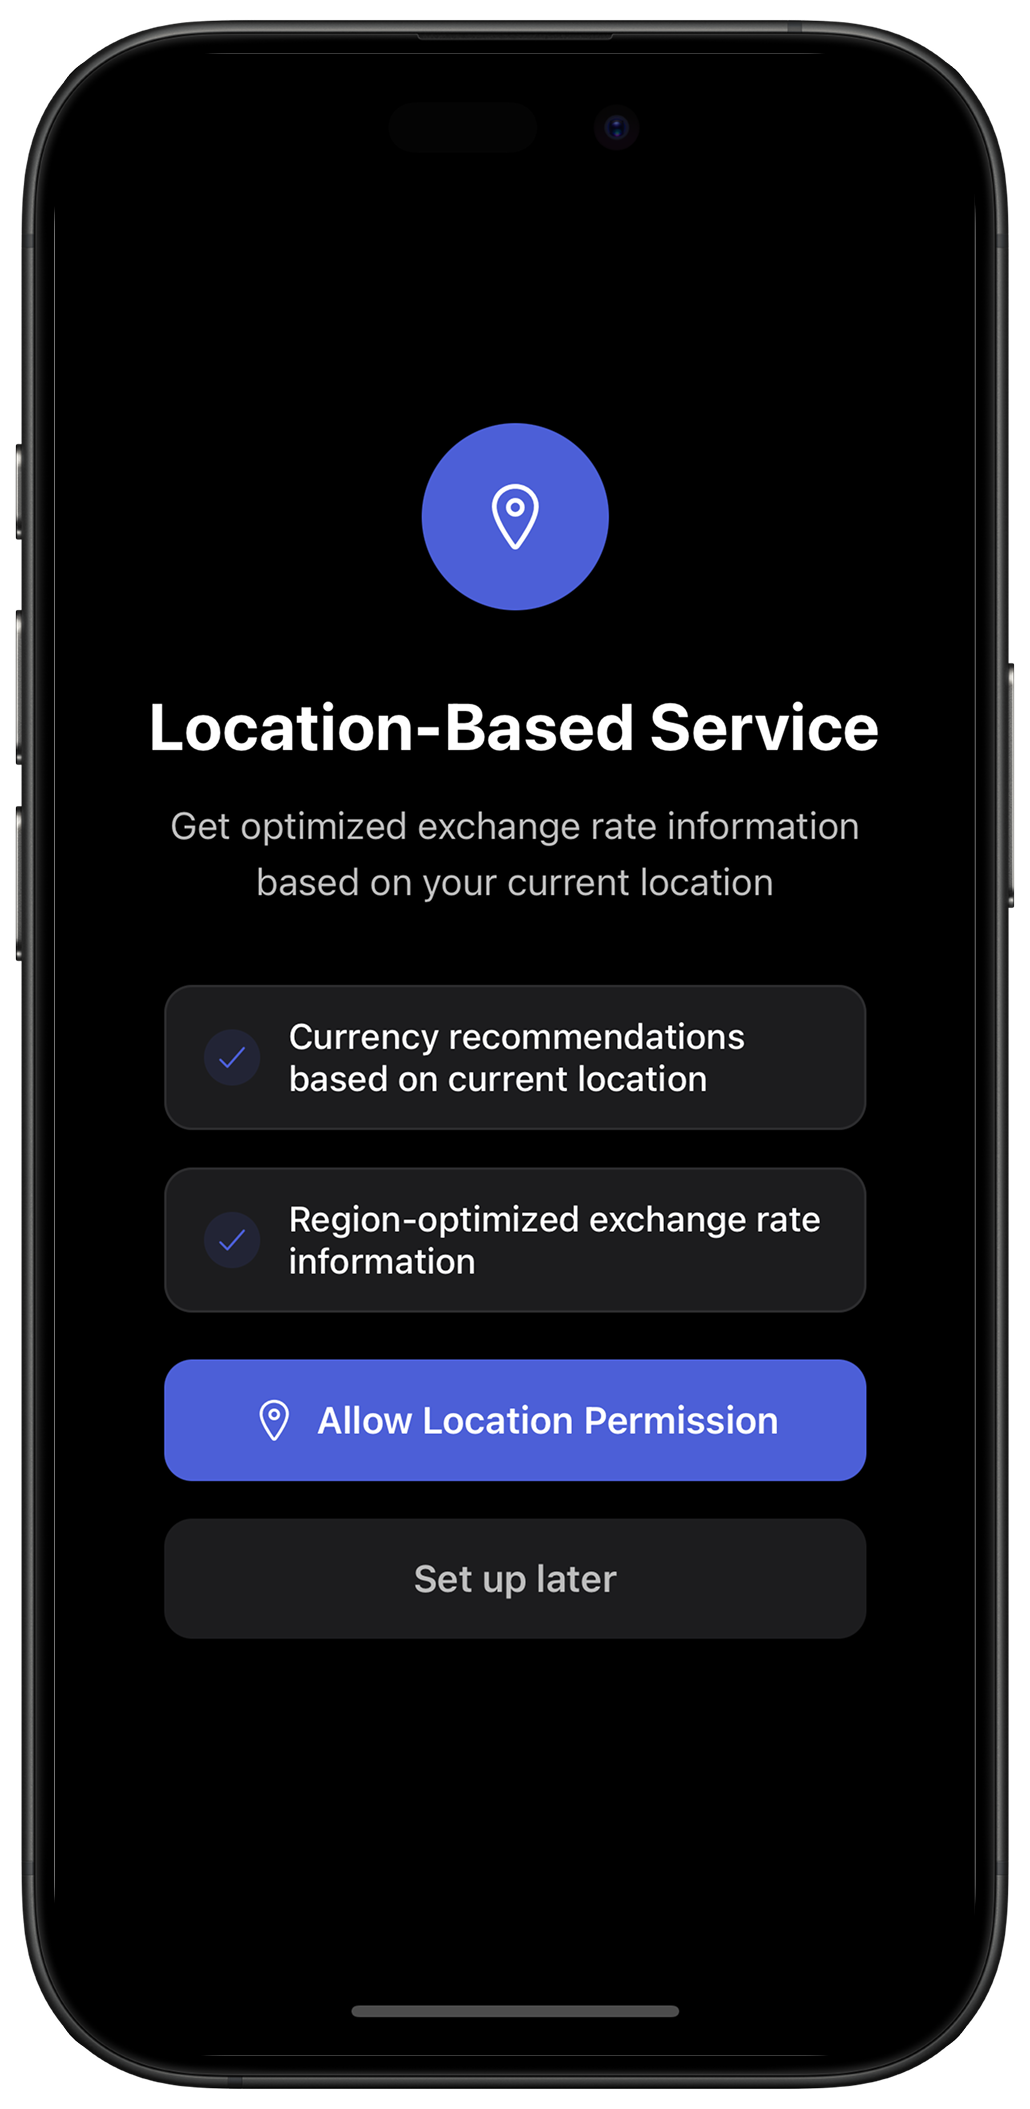 Location-Based Service
Get optimized exchange rate information
based on your current location
Currency recommendations
based on current location
Region-optimized exchange rate
information
Allow Location Permission
Set up later